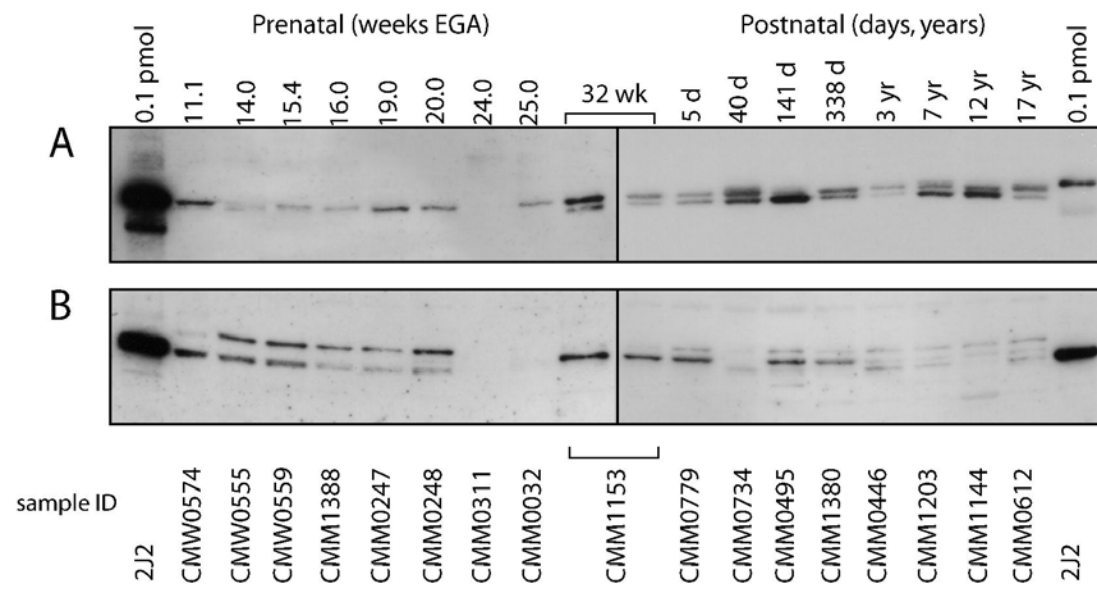 Prenatal (weeks EGA)
Postnatal (days, years)
0.1 pmol
11.1
14.0
15.4
16.0
19.0
20.0
24.0
25.0
32 wk
5 d
40 d
141 d
338 d
3 yr
7 yr
12 yr
17 yr
0.1 pmol
A
B
sample ID
2J2
CMW0574
CMW0555
CMW0559
CMM1388
CMM0247
CMM0248
CMM0311
CMM0032
CMM1153
CMM0779
CMM0734
CMM0495
CMM1380
CMM0446
CMM1203
CMM1144
CMM0612
2J2